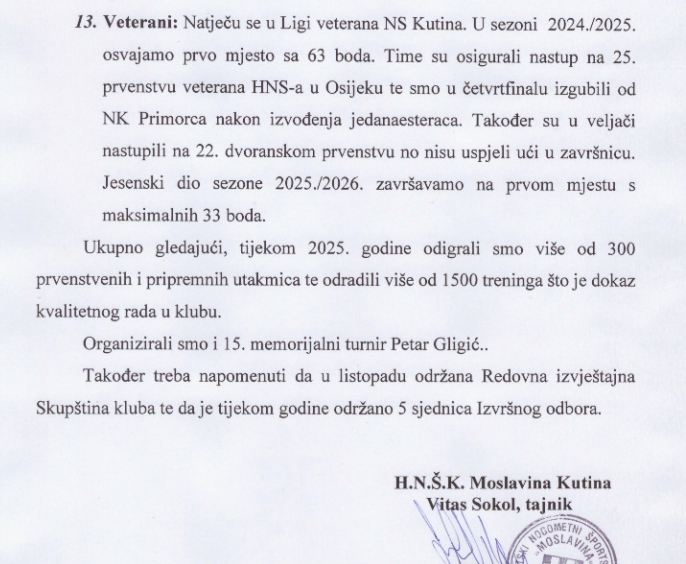 13. Veterani: Natječu se u Ligi veterana NS Kutina. U sezoni 2024./2025.
osvajamo prvo mjesto sa 63 boda. Time su osigurali nastup na 25.
prvenstvu veterana HNS-a u Osijeku te smo u četvrtfinalu izgubili od
NK Primorca nakon izvođenja jedanaesteraca. Također su u veljači
nastupili na 22. dvoranskom prvenstvu no nisu uspjeli ući u završnicu.
Jesenski dio sezone 2025./2026. završavamo na prvom mjestu s
maksimalnih 33 boda.
Ukupno gledajući, tijekom 2025. godine odigrali smo više od 300
prvenstvenih i pripremnih utakmica te odradili više od 1500 treninga što je dokaz
kvalitetnog rada u klubu.
Organizirali smo i 15. memorijalni turnir Petar Gligić..
Također treba napomenuti da u listopadu održana Redovna izvještajna
Skupština kluba te da je tijekom godine održano 5 sjednica Izvršnog odbora.
H.N.Š.K. Moslavina Kutina
Vitas Sokol, tajnik
NOGOMETNI ŠPORTS
„MOSLAVINA"